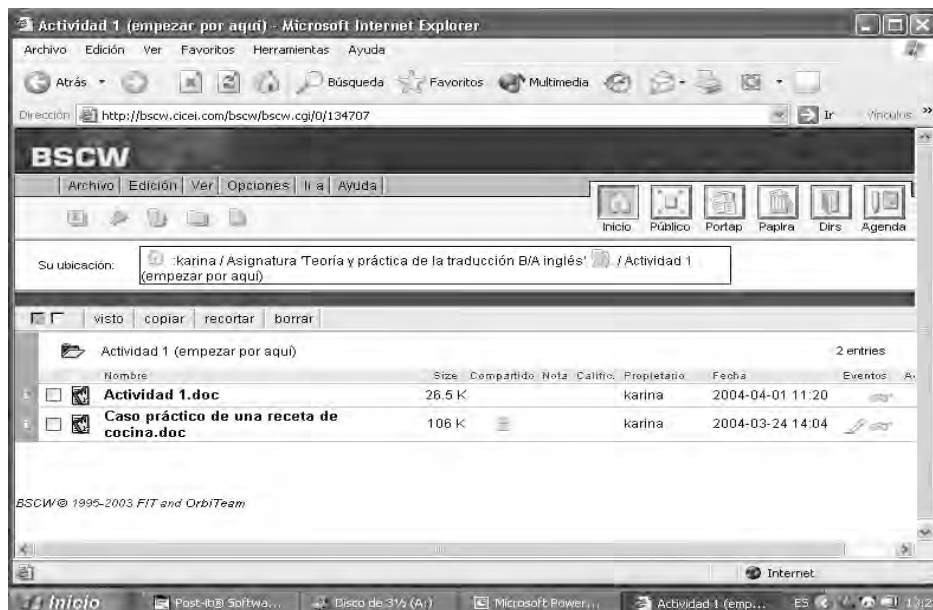 Actividad 1 (empezar por aquí) - Microsoft Internet Explorer
Archivo Edición Ver Favoritos Herramientas Ayuda
Atrás Búsqueda Favoritos Multimedia
Dirección http://bscw.cicei.com/bscw/bscw.cgi/0/134707 Ir Vínculos »
BSCW
Archivo Edición Ver Opciones Ir a Ayuda
Inicio Público Portap Papira Dirs Agenda
Su ubicación: :karina / Asignatura 'Teoría y práctica de la traducción B/A inglés' / Actividad 1
(empezar por aquí)
visto copiar recortar borrar
Actividad 1 (empezar por aquí) 2 entries
Nombre Size Compartido Nota Calific. Propietario Fecha Eventos
Actividad 1.doc 26.5 K karina 2004-04-01 11:20
Caso práctico de una receta de
cocina.doc 106 K karina 2004-03-24 14:04
BSCW © 1995-2003 FIT and OrbiTeam
Internet
Inicio Post-it® Softwa... Disco de 3½ (A:) Microsoft Power... Actividad 1 (emp... ES